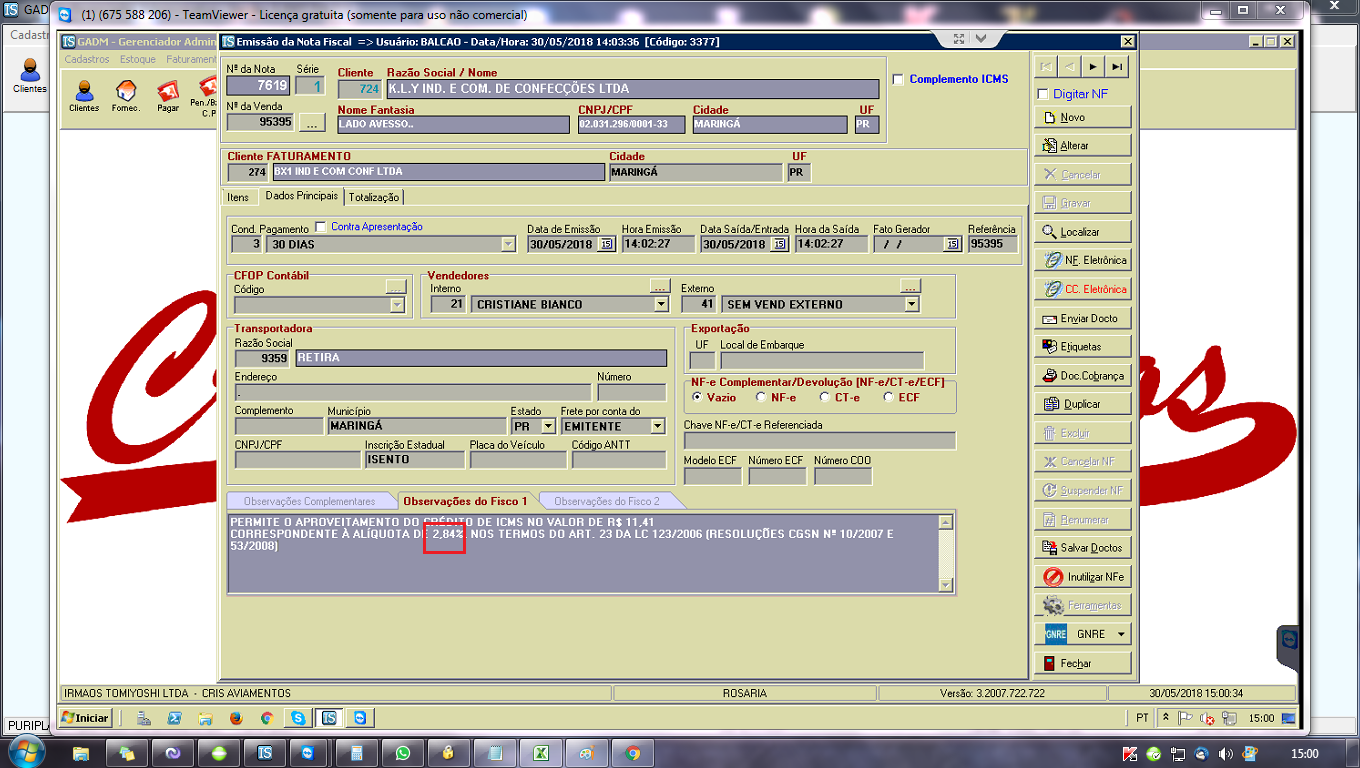 GAD
(1) (675 588 206) - TeamViewer - Licença gratuita (somente para uso não comercial)
Cadast
Clientes
GADM - Gerenciador Admin
Emissão da Nota Fiscal => Usuário: BALCAO - Data/Hora: 30/05/2018 14:03:36 [Código: 3377]
Cadastros Estoque Faturament
Clientes Fornec. Pagar Pen./Ba C.P
Nº da Nota Série Cliente Razão Social / Nome
7619 1 724 K.L.Y IND. E COM. DE CONFECÇÕES LTDA
Complemento ICMS
Nº da Venda Nome Fantasia CNPJ/CPF Cidade UF
95395 ... LADO AVESSO.. 02.031.296/0001-33 MARINGÁ PR
Cliente FATURAMENTO Cidade UF
274 BX1 IND E COM CONF LTDA MARINGÁ PR
Itens Dados Principais Totalização
Cond. Pagamento Contra Apresentação Data de Emissão Hora Emissão Data Saída/Entrada Hora da Saída Fato Gerador Referência
3 30 DIAS 30/05/2018 15 14:02:27 30/05/2018 15 14:02:27 / / 15 95395
CFOP Contábil
Código ...
Vendedores
Interno ... Externo ...
21 CRISTIANE BIANCO 41 SEM VEND EXTERNO
Transportadora
Razão Social
9359 RETIRA
Endereço Número
.
Complemento Município Estado Frete por conta do
MARINGÁ PR EMITENTE
CNPJ/CPF Inscrição Estadual Placa do Veículo Código ANTT
ISENTO
Exportação
UF Local de Embarque
NF-e Complementar/Devolução [NF-e/CT-e/ECF]
Vazio NF-e CT-e ECF
Chave NF-e/CT-e Referenciada
Modelo ECF Número ECF Número COO
Observações Complementares Observações do Fisco 1 Observações do Fisco 2
PERMITE O APROVEITAMENTO DO CRÉDITO DE ICMS NO VALOR DE R$ 11,41
CORRESPONDENTE À ALÍQUOTA DE 2,84%, NOS TERMOS DO ART. 23 DA LC 123/2006 (RESOLUÇÕES CGSN Nº 10/2007 E
53/2008)
Digitar NF
Novo
Alterar
Cancelar
Gravar
Localizar
NF. Eletrônica
CC. Eletrônica
Enviar Docto
Etiquetas
Doc.Cobrança
Duplicar
Excluir
Cancelar NF
Suspender NF
Renumerar
Salvar Doctos
Inutilizar NFe
Ferramentas
GNRE GNRE
Fechar
IRMAOS TOMIYOSHI LTDA - CRIS AVIAMENTOS ROSARIA Versão: 3.2007.722.722 30/05/2018 15:00:34
Iniciar PT 15:00
PURIPLA
15:00